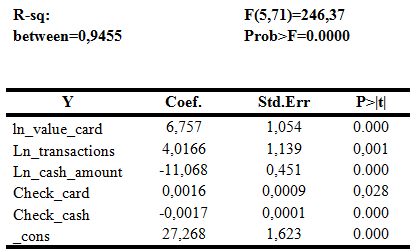 R-sq: F(5,71)=246,37
between=0,9455 Prob>F=0.0000
Y Coef. Std.Err P>|t|
ln_value_card 6,757 1,054 0.000
Ln_transactions 4,0166 1,139 0,001
Ln_cash_amount -11,068 0,451 0.000
Check_card 0,0016 0,0009 0,028
Check_cash -0,0017 0,0001 0.000
_cons 27,268 1,623 0.000